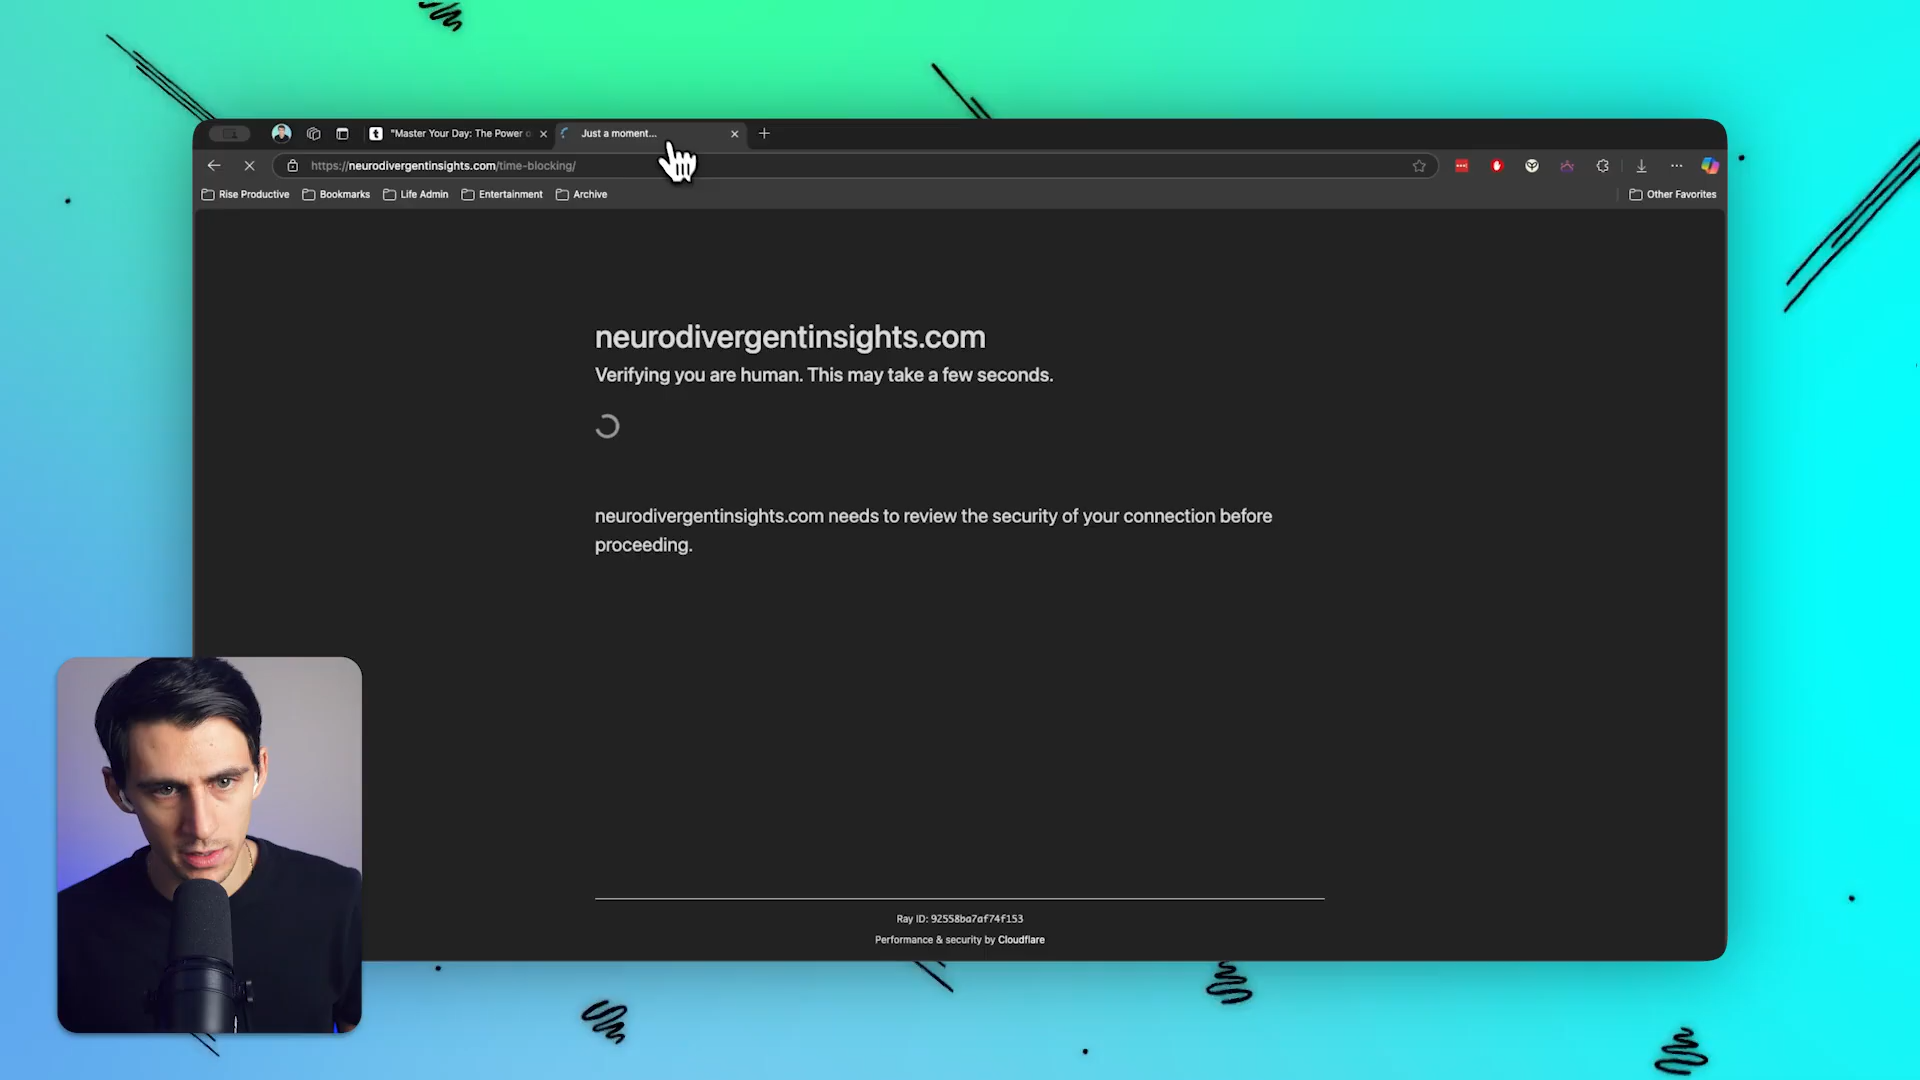 "Master Your Day: The Power
Just a moment...
https://neurodivergentinsights.com/time-blocking/
Rise Productive
Bookmarks
Life Admin
Entertainment
Archive
Other Favorites
neurodivergentinsights.com
Verifying you are human. This may take a few seconds.
neurodivergentinsights.com needs to review the security of your connection before
proceeding.
Ray ID: 92558ba7af74f153
Performance & security by Cloudflare